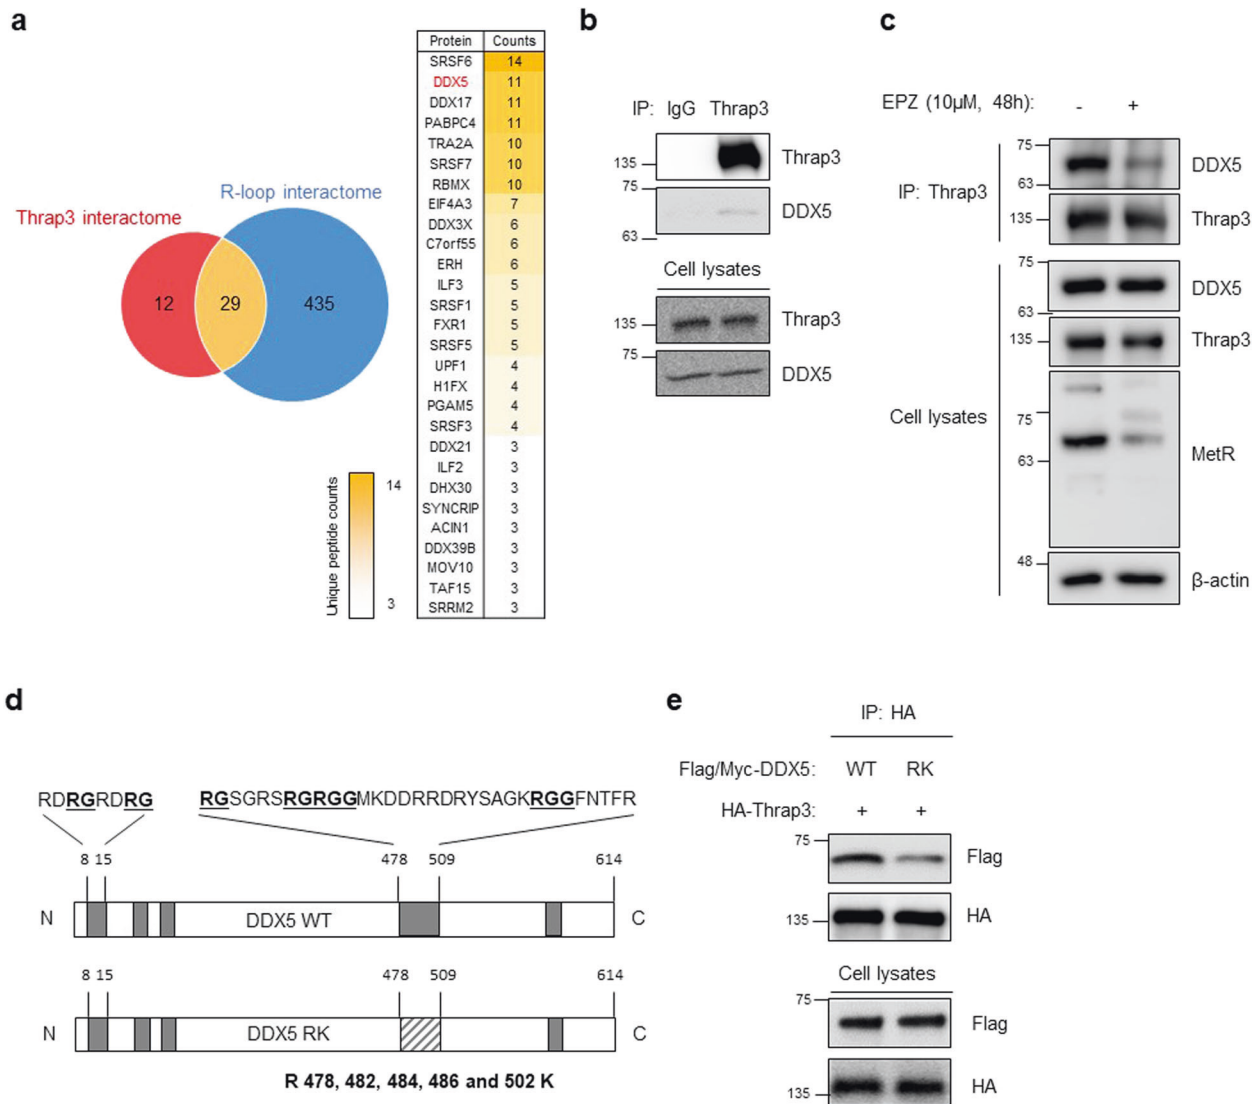 a
Thrap3 interactome
R-loop interactome
12
29
435
Unique peptide counts
14
3
Protein Counts
SRSF6 14
DDX5 11
DDX17 11
PABPC4 11
TRA2A 10
SRSF7 10
RBMX 10
EIF4A3 7
DDX3X 6
C7orf55 6
ERH 6
ILF3 5
SRSF1 5
FXR1 5
SRSF5 5
UPF1 4
H1FX 4
PGAM5 4
SRSF3 4
DDX21 3
ILF2 3
DHX30 3
SYNCRIP 3
ACIN1 3
DDX39B 3
MOV10 3
TAF15 3
SRRM2 3
b
IP: IgG Thrap3
135 Thrap3
75
DDX5
63
Cell lysates
135 Thrap3
75
DDX5
c
EPZ (10µM, 48h): - +
IP: Thrap3
75
DDX5
63
135 Thrap3
Cell lysates
75
DDX5
63
135 Thrap3
75
63
MetR
48
β-actin
d
RDRGRDRG RGSGRSRGRGGMKDDRRDRYSAGKRGGFNTFR
8 15 478 509 614
N DDX5 WT C
8 15 478 509 614
N DDX5 RK C
R 478, 482, 484, 486 and 502 K
e
IP: HA
Flag/Myc-DDX5: WT RK
HA-Thrap3: + +
75
Flag
135 HA
Cell lysates
75
Flag
135 HA